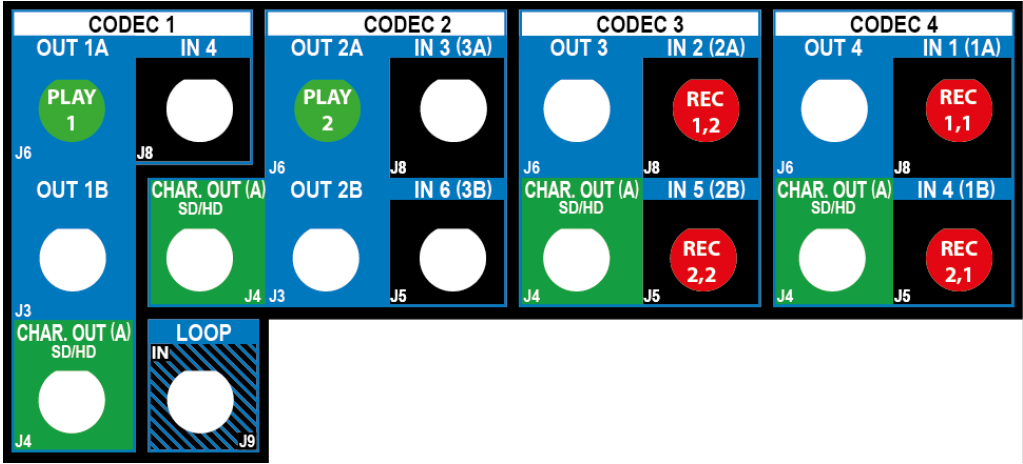 CODEC 1
OUT 1A
IN 4
PLAY
1
J6
J8
OUT 1B
J3
CHAR. OUT (A)
SD/HD
J4
CHAR. OUT (A)
SD/HD
J4
LOOP
IN
J9
CODEC 2
OUT 2A
IN 3 (3A)
PLAY
2
J6
J8
OUT 2B
IN 6 (3B)
J3
J5
CODEC 3
OUT 3
IN 2 (2A)
REC
1,2
J6
J8
CHAR. OUT (A)
SD/HD
IN 5 (2B)
REC
2,2
J4
J5
CODEC 4
OUT 4
IN 1 (1A)
REC
1,1
J6
J8
CHAR. OUT (A)
SD/HD
IN 4 (1B)
REC
2,1
J4
J5